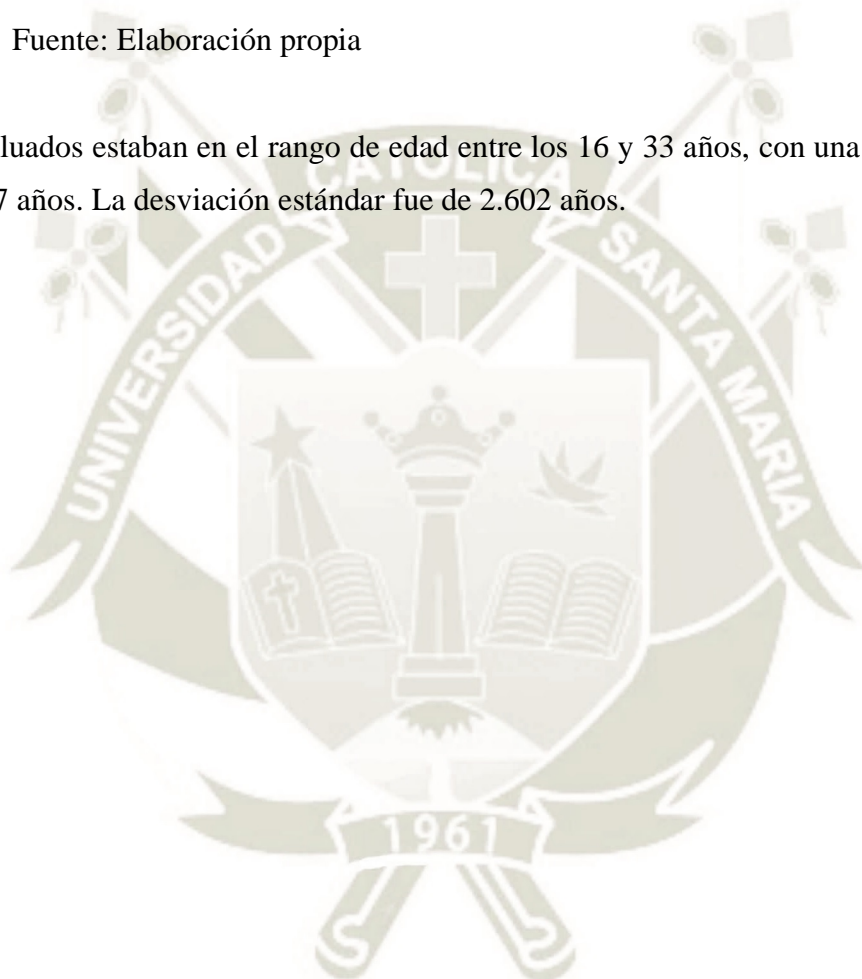 Fuente: Elaboración propia
luados estaban en el rango de edad entre los 16 y 33 años, con una
7 años. La desviación estándar fue de 2.602 años.
UNIVERSIDAD CATOLICA SANTA MARIA
1961